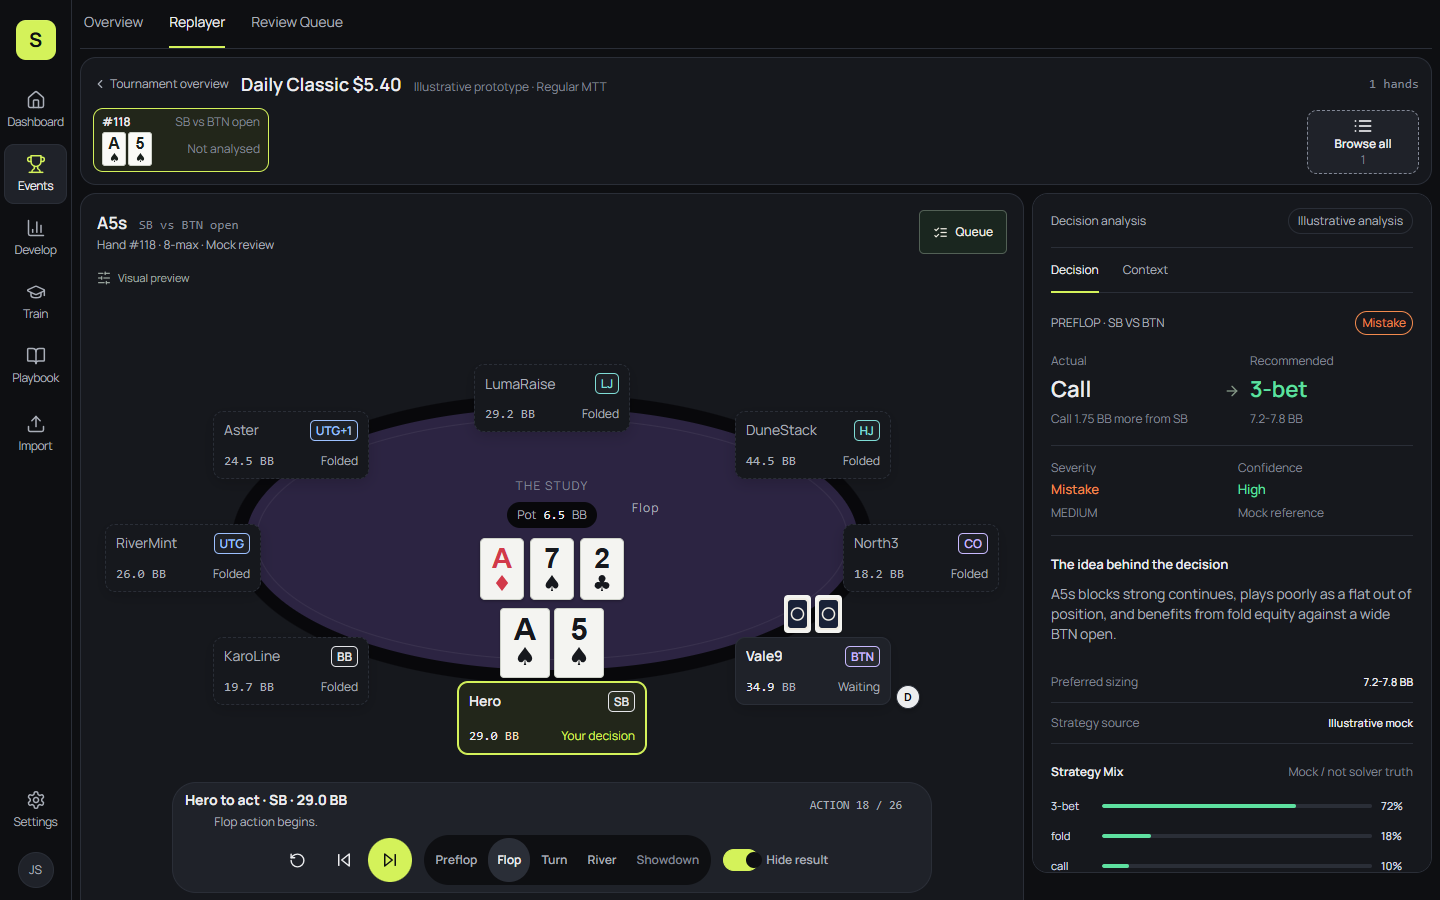 S
Dashboard
Events
Develop
Train
Playbook
Import
Settings
JS
Overview
Replayer
Review Queue
Tournament overview
Daily Classic $5.40
Illustrative prototype · Regular MTT
1 hands
#118
SB vs BTN open
A
5
Not analysed
Browse all
1
A5s
SB vs BTN open
Hand #118 · 8-max · Mock review
Queue
Visual preview
LumaRaise
LJ
29.2 BB
Folded
Aster
UTG+1
24.5 BB
Folded
DuneStack
HJ
44.5 BB
Folded
THE STUDY
Pot 6.5 BB
Flop
RiverMint
UTG
26.0 BB
Folded
A
7
2
North3
CO
18.2 BB
Folded
A
5
KaroLine
BB
19.7 BB
Folded
Vale9
BTN
34.9 BB
Waiting
D
Hero
SB
29.0 BB
Your decision
Hero to act · SB · 29.0 BB
ACTION 18 / 26
Flop action begins.
Preflop
Flop
Turn
River
Showdown
Hide result
Decision analysis
Illustrative analysis
Decision
Context
PREFLOP · SB VS BTN
Mistake
Actual
Recommended
Call
3-bet
Call 1.75 BB more from SB
7.2-7.8 BB
Severity
Confidence
Mistake
High
MEDIUM
Mock reference
The idea behind the decision
A5s blocks strong continues, plays poorly as a flat out of
position, and benefits from fold equity against a wide
BTN open.
Preferred sizing
7.2-7.8 BB
Strategy source
Illustrative mock
Strategy Mix
Mock / not solver truth
3-bet
72%
fold
18%
call
10%